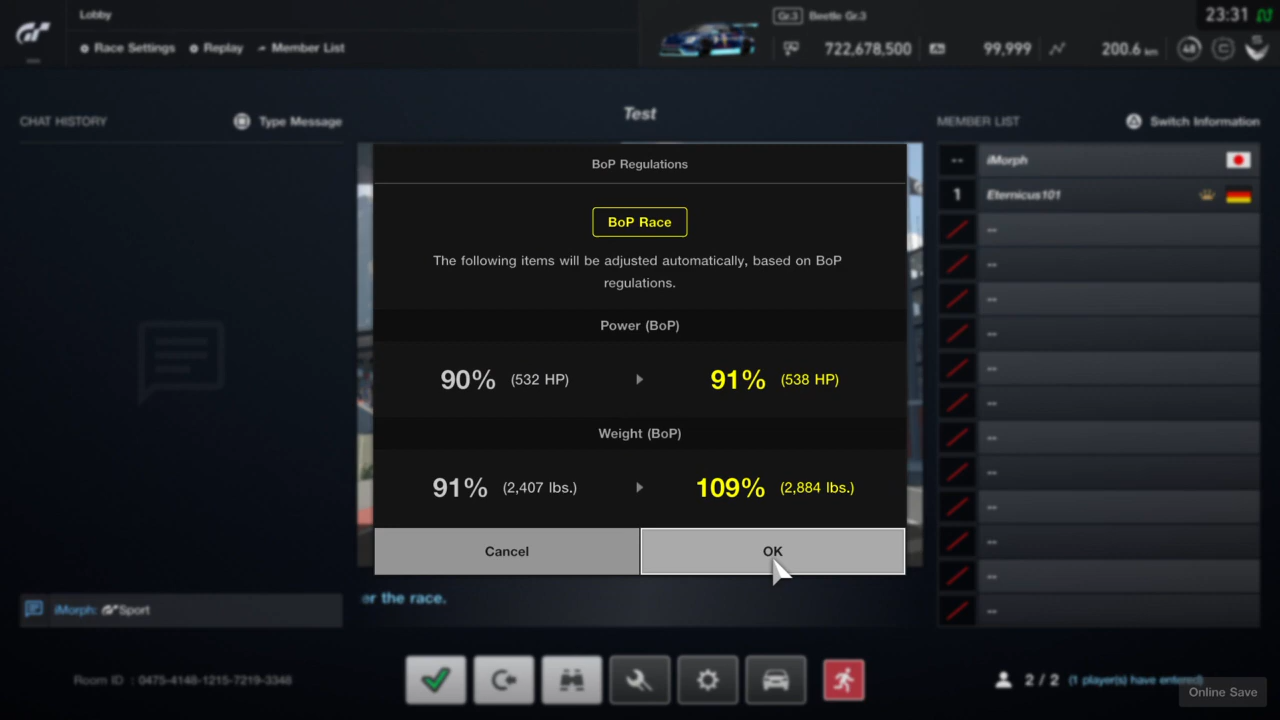 Lobby
Race Settings
Replay
Member List
Gr.3
Beetle Gr.3
722,678,500
99,999
200.6 km
48
C
S
23:31
CHAT HISTORY
Type Message
Test
MEMBER LIST
Switch Information
BoP Regulations
BoP Race
The following items will be adjusted automatically, based on BoP
regulations.
Power (BoP)
90% (532 HP)
91% (538 HP)
Weight (BoP)
91% (2,407 lbs.)
109% (2,884 lbs.)
Cancel
OK
-- iMorph
1 Eternicus101
--
--
--
--
--
--
--
--
--
--
--
--
iMorph: GT Sport
er the race.
Room ID : 0475-4148-1215-7219-3348
2 / 2 (1 player(s) have entered)
Online Save